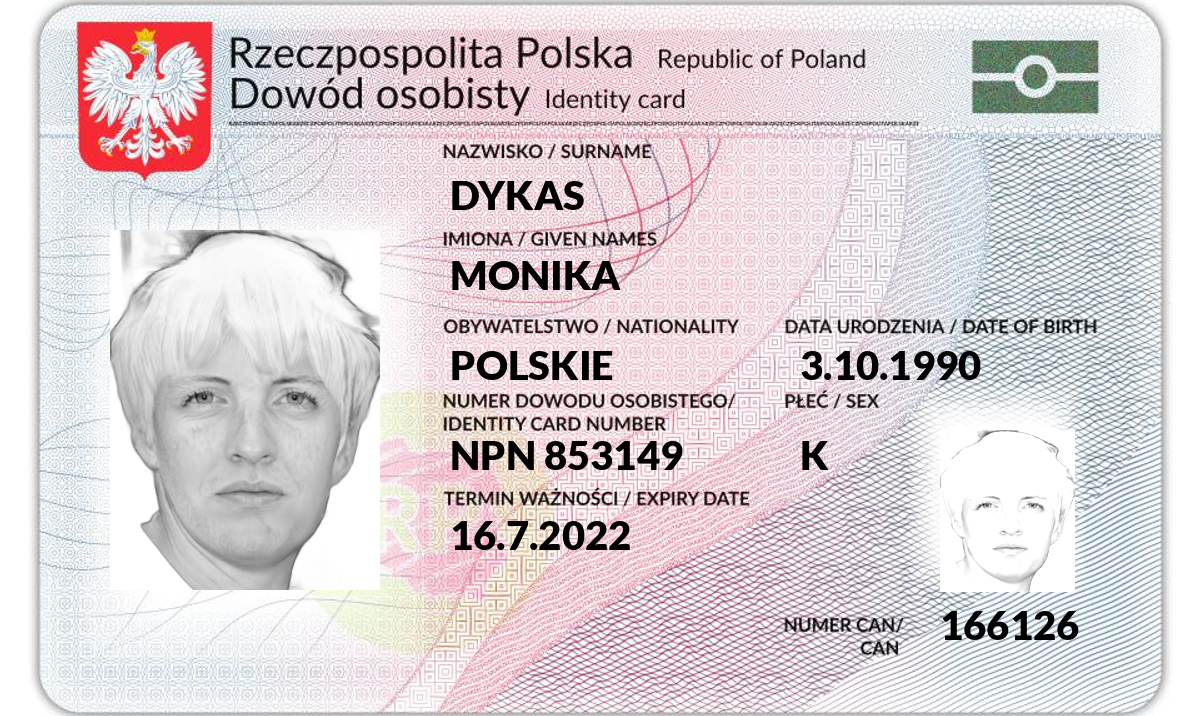 Rzeczpospolita Polska Republic of Poland
Dowód osobisty Identity card
NAZWISKO / SURNAME
DYKAS
IMIONA / GIVEN NAMES
MONIKA
OBYWATELSTWO / NATIONALITY DATA URODZENIA / DATE OF BIRTH
POLSKIE 3.10.1990
NUMER DOWODU OSOBISTEGO/ PŁEĆ / SEX
IDENTITY CARD NUMBER
NPN 853149 K
TERMIN WAŻNOŚCI / EXPIRY DATE
16.7.2022
NUMER CAN/ 166126
CAN